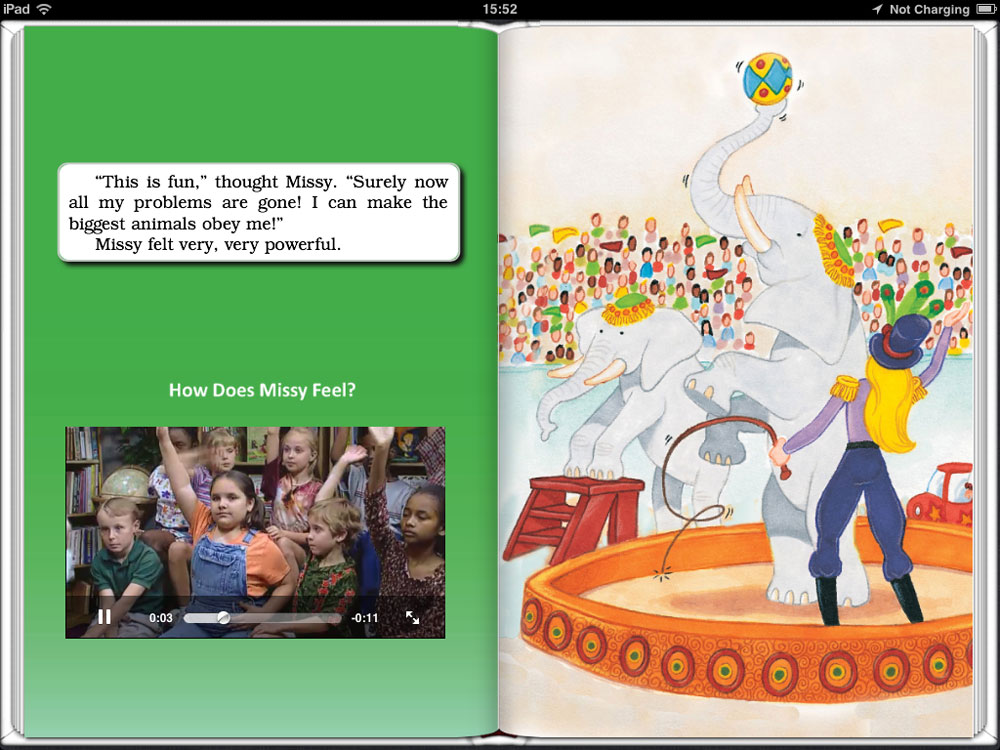 iPad 15:52 Not Charging
“This is fun,” thought Missy. “Surely now
all my problems are gone! I can make the
biggest animals obey me!”
Missy felt very, very powerful.
How Does Missy Feel?
0:03 -0:11